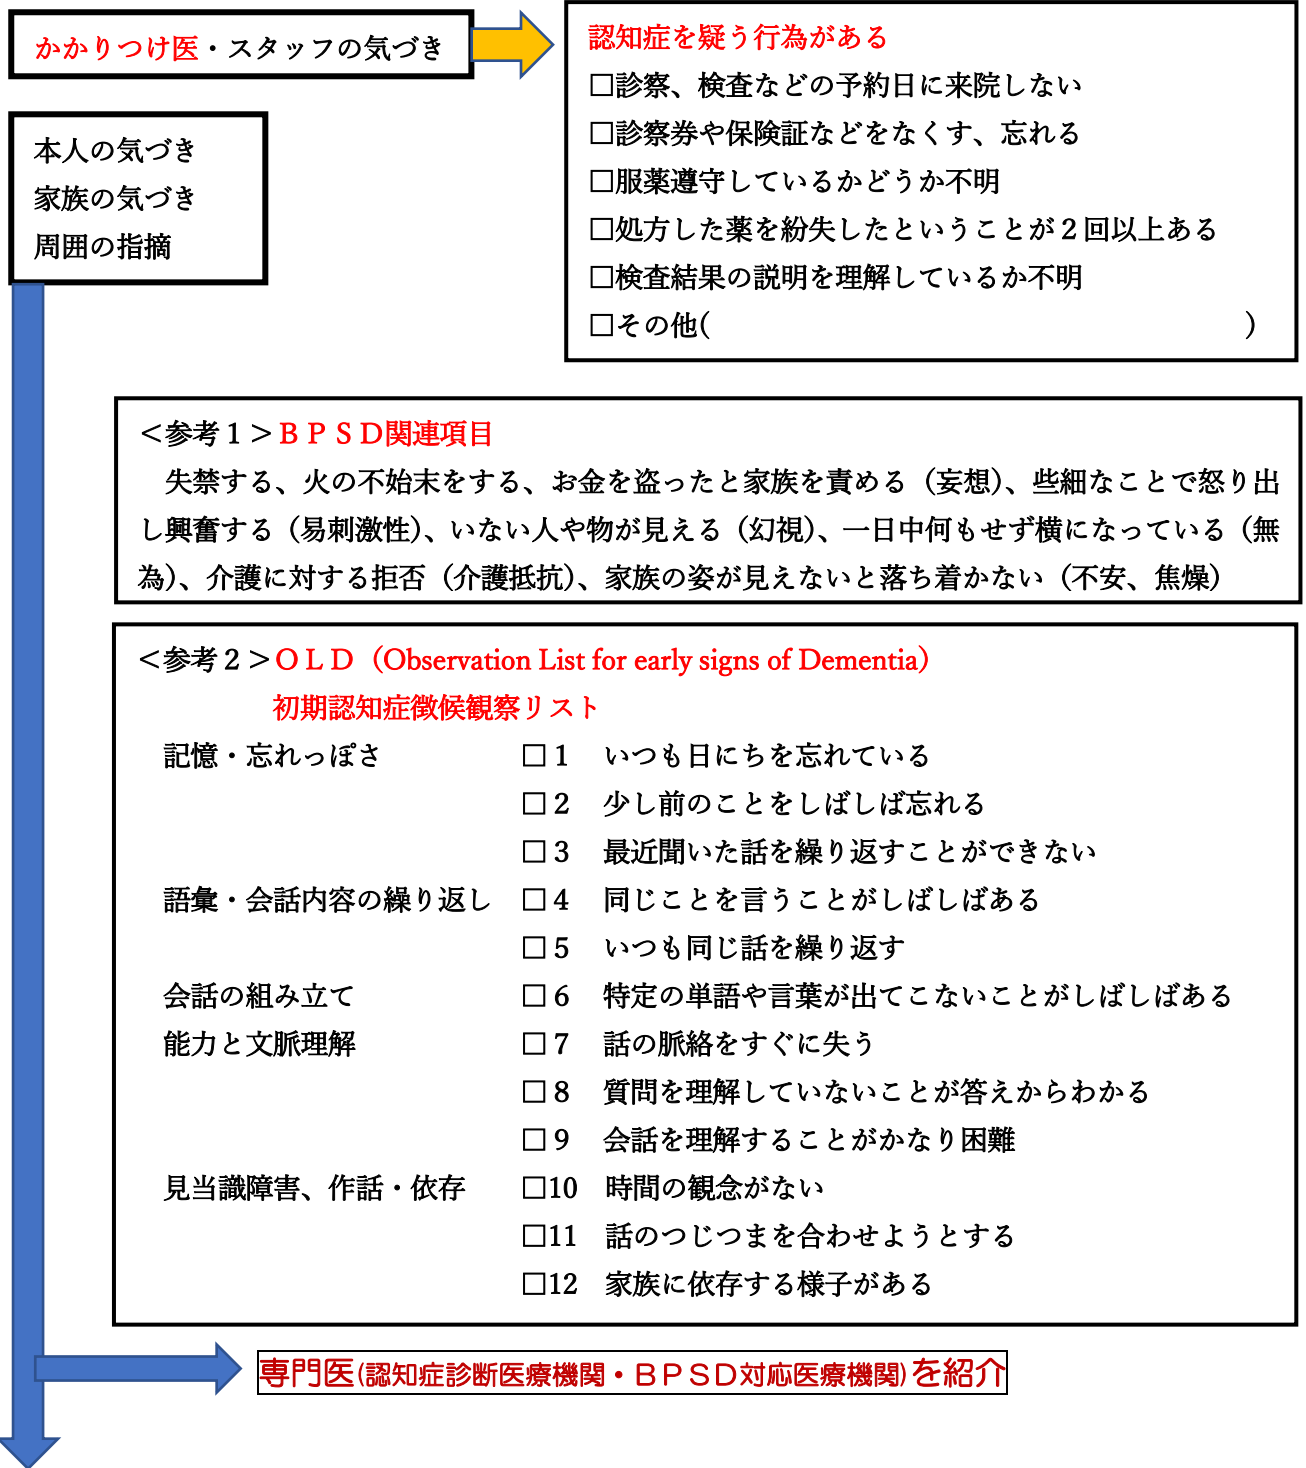 かかりつけ医・スタッフの気づき
認知症を疑う行為がある
□診察、検査などの予約日に来院しない
□診察券や保険証などをなくす、忘れる
□服薬遵守しているかどうか不明
□処方した薬を紛失したということが２回以上ある
□検査結果の説明を理解しているか不明
□その他(　　　　　　　　　　　　　　　　　　　)
本人の気づき
家族の気づき
周囲の指摘
＜参考１＞ＢＰＳＤ関連項目
失禁する、火の不始末をする、お金を盗ったと家族を責める（妄想）、些細なことで怒り出
し興奮する（易刺激性）、いない人や物が見える（幻視）、一日中何もせず横になっている（無
為）、介護に対する拒否（介護抵抗）、家族の姿が見えないと落ち着かない（不安、焦燥）
＜参考２＞ＯＬＤ（Observation List for early signs of Dementia）
初期認知症徴候観察リスト
記憶・忘れっぽさ　□１　いつも日にちを忘れている
□２　少し前のことをしばしば忘れる
□３　最近聞いた話を繰り返すことができない
語彙・会話内容の繰り返し　□４　同じことを言うことがしばしばある
□５　いつも同じ話を繰り返す
会話の組み立て　□６　特定の単語や言葉が出てこないことがしばしばある
能力と文脈理解　□７　話の脈絡をすぐに失う
□８　質問を理解していないことが答えからわかる
□９　会話を理解することがかなり困難
見当識障害、作話・依存　□10　時間の観念がない
□11　話のつじつまを合わせようとする
□12　家族に依存する様子がある
専門医(認知症診断医療機関・ＢＰＳＤ対応医療機関)を紹介